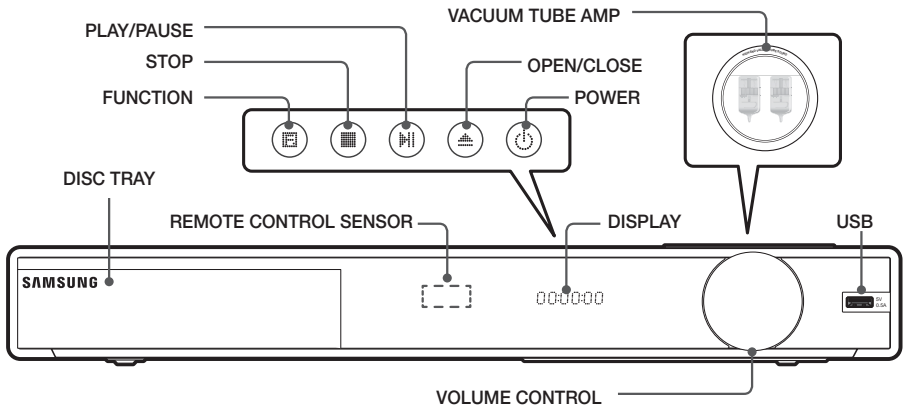 VACUUM TUBE AMP
PLAY/PAUSE
STOP
OPEN/CLOSE
FUNCTION
POWER
F
DISC TRAY
REMOTE CONTROL SENSOR
DISPLAY
USB
SAMSUNG
00:00:00
5V
0.5A
VOLUME CONTROL